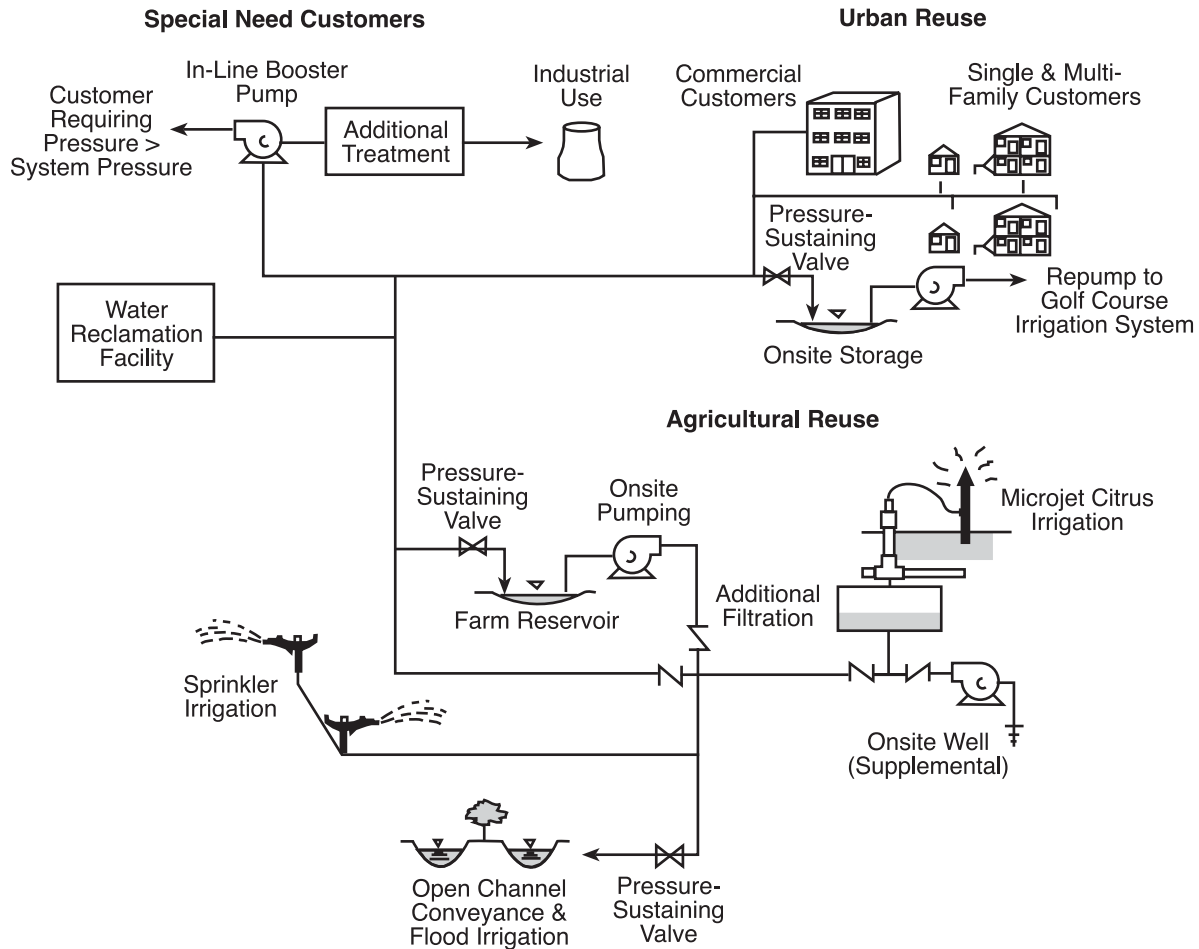 Special Need Customers
In-Line Booster
Pump
Customer
Requiring
Pressure >
System Pressure
Additional
Treatment
Industrial
Use
Urban Reuse
Commercial
Customers
Single & Multi-
Family Customers
Pressure-
Sustaining
Valve
Repump to
Golf Course
Irrigation System
Onsite Storage
Water
Reclamation
Facility
Agricultural Reuse
Pressure-
Sustaining
Valve
Onsite
Pumping
Farm Reservoir
Microjet Citrus
Irrigation
Additional
Filtration
Sprinkler
Irrigation
Onsite Well
(Supplemental)
Open Channel
Conveyance &
Flood Irrigation
Pressure-
Sustaining
Valve